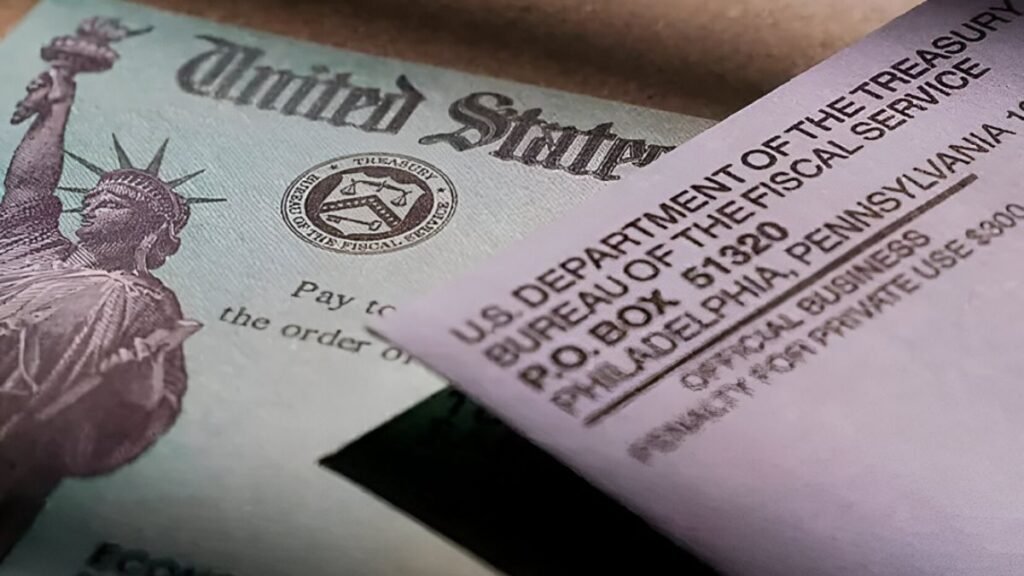 United States
TREASURY
BUREAU OF THE FISCAL SERVICE
Pay to
the order of
U.S. DEPARTMENT OF THE TREASURY
BUREAU OF THE FISCAL SERVICE
P.O. BOX 51320
PHILADELPHIA, PENNSYLVANIA 1
OFFICIAL BUSINESS
PENALTY FOR PRIVATE USE $300